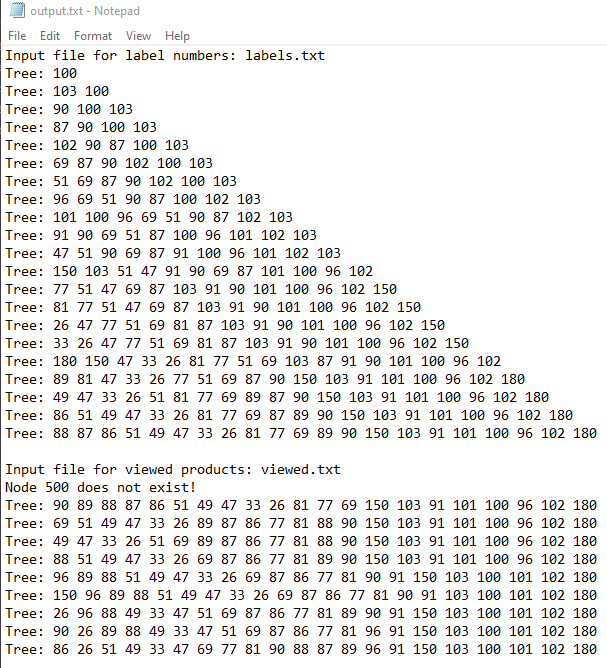 output.txt - Notepad
File Edit Format View Help
Input file for label numbers: labels.txt
Tree: 100
Tree: 103 100
Tree: 90 100 103
Tree: 87 90 100 103
Tree: 102 90 87 100 103
Tree: 69 87 90 102 100 103
Tree: 51 69 87 90 102 100 103
Tree: 96 69 51 90 87 100 102 103
Tree: 101 100 96 69 51 90 87 102 103
Tree: 91 90 69 51 87 100 96 101 102 103
Tree: 47 51 90 69 87 91 100 96 101 102 103
Tree: 150 103 51 47 91 90 69 87 101 100 96 102
Tree: 77 51 47 69 87 103 91 90 101 100 96 102 150
Tree: 81 77 51 47 69 87 103 91 90 101 100 96 102 150
Tree: 26 47 77 51 69 81 87 103 91 90 101 100 96 102 150
Tree: 33 26 47 77 51 69 81 87 103 91 90 101 100 96 102 150
Tree: 180 150 47 33 26 81 77 51 69 103 87 91 90 101 100 96 102
Tree: 89 81 47 33 26 77 51 69 87 90 150 103 91 101 100 96 102 180
Tree: 49 47 33 26 51 81 77 69 89 87 90 150 103 91 101 100 96 102 180
Tree: 86 51 49 47 33 26 81 77 69 87 89 90 150 103 91 101 100 96 102 180
Tree: 88 87 86 51 49 47 33 26 81 77 69 89 90 150 103 91 101 100 96 102 180
Input file for viewed products: viewed.txt
Node 500 does not exist!
Tree: 90 89 88 87 86 51 49 47 33 26 81 77 69 150 103 91 101 100 96 102 180
Tree: 69 51 49 47 33 26 89 87 86 77 81 88 90 150 103 91 101 100 96 102 180
Tree: 49 47 33 26 51 69 89 87 86 77 81 88 90 150 103 91 101 100 96 102 180
Tree: 88 51 49 47 33 26 69 87 86 77 81 89 90 150 103 91 101 100 96 102 180
Tree: 96 89 88 51 49 47 33 26 69 87 86 77 81 90 91 150 103 100 101 102 180
Tree: 150 96 89 88 51 49 47 33 26 69 87 86 77 81 90 91 103 100 101 102 180
Tree: 26 96 88 49 33 47 51 69 87 86 77 81 89 90 91 150 103 100 101 102 180
Tree: 90 26 89 88 49 33 47 51 69 87 86 77 81 96 91 150 103 100 101 102 180
Tree: 86 26 51 49 33 47 69 77 81 90 88 87 89 96 91 150 103 100 101 102 180